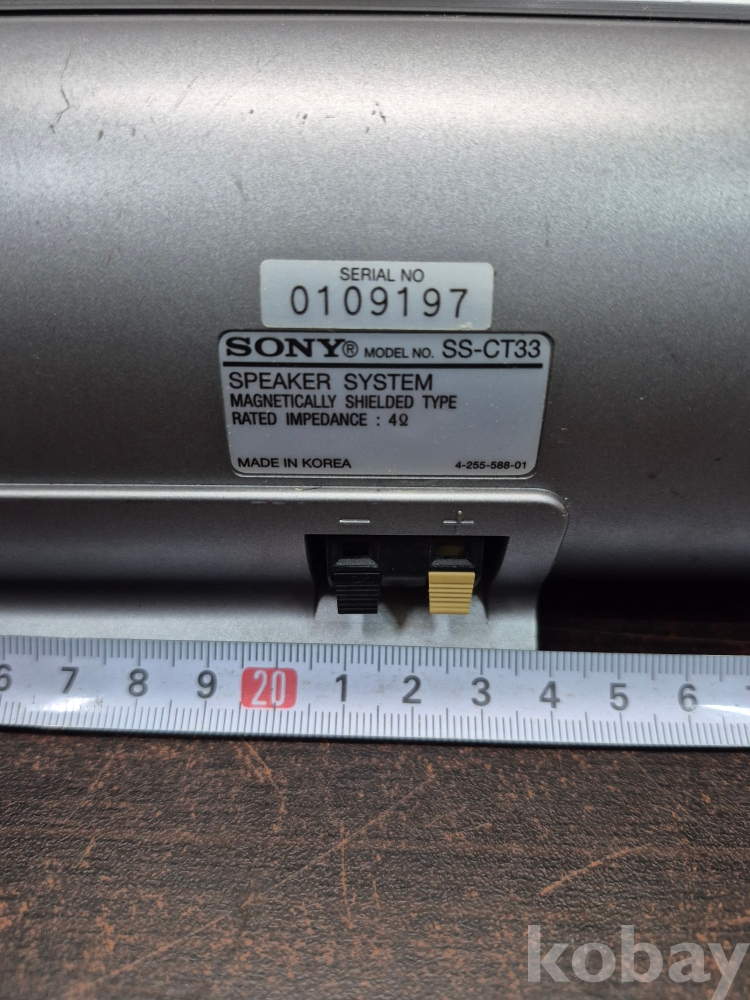 SERIAL NO
0109197
SONY® MODEL NO. SS-CT33
SPEAKER SYSTEM
MAGNETICALLY SHIELDED TYPE
RATED IMPEDANCE : 4Ω
MADE IN KOREA 4-255-588-01
− +
6 7 8 9 20 1 2 3 4 5 6 7
kobay